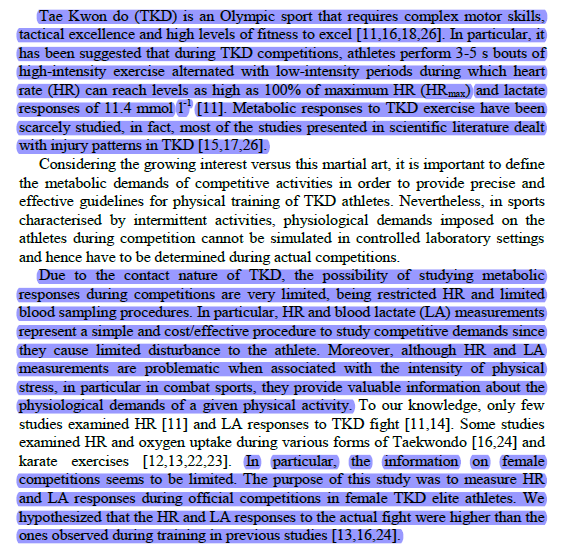 Tae Kwon do (TKD) is an Olympic sport that requires complex motor skills,
tactical excellence and high levels of fitness to excel [11,16,18,26]. In particular, it
has been suggested that during TKD competitions, athletes perform 3-5 s bouts of
high-intensity exercise alternated with low-intensity periods during which heart
rate (HR) can reach levels as high as 100% of maximum HR (HRmax) and lactate
responses of 11.4 mmol l-1 [11]. Metabolic responses to TKD exercise have been
scarcely studied, in fact, most of the studies presented in scientific literature dealt
with injury patterns in TKD [15,17,26].
Considering the growing interest versus this martial art, it is important to define
the metabolic demands of competitive activities in order to provide precise and
effective guidelines for physical training of TKD athletes. Nevertheless, in sports
characterised by intermittent activities, physiological demands imposed on the
athletes during competition cannot be simulated in controlled laboratory settings
and hence have to be determined during actual competitions.
Due to the contact nature of TKD, the possibility of studying metabolic
responses during competitions are very limited, being restricted HR and limited
blood sampling procedures. In particular, HR and blood lactate (LA) measurements
represent a simple and cost/effective procedure to study competitive demands since
they cause limited disturbance to the athlete. Moreover, although HR and LA
measurements are problematic when associated with the intensity of physical
stress, in particular in combat sports, they provide valuable information about the
physiological demands of a given physical activity. To our knowledge, only few
studies examined HR [11] and LA responses to TKD fight [11,14]. Some studies
examined HR and oxygen uptake during various forms of Taekwondo [16,24] and
karate exercises [12,13,22,23]. In particular, the information on female
competitions seems to be limited. The purpose of this study was to measure HR
and LA responses during official competitions in female TKD elite athletes. We
hypothesized that the HR and LA responses to the actual fight were higher than the
ones observed during training in previous studies [13,16,24].